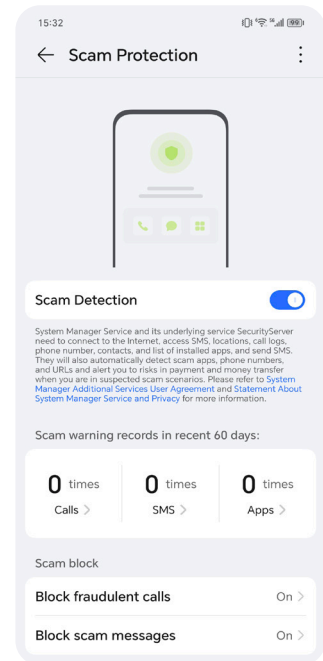 15:32
5G
99
Scam Protection
Scam Detection
System Manager Service and its underlying service SecurityServer
need to connect to the Internet, access SMS, locations, call logs,
phone number, contacts, and list of installed apps, and send SMS.
They will also automatically detect scam apps, phone numbers,
and URLs and alert you to risks in payment and money transfer
when you are in suspected scam scenarios. Please refer to System
Manager Additional Services User Agreement and Statement About
System Manager Service and Privacy for more information.
Scam warning records in recent 60 days:
0 times 0 times 0 times
Calls SMS Apps
Scam block
Block fraudulent calls On
Block scam messages On